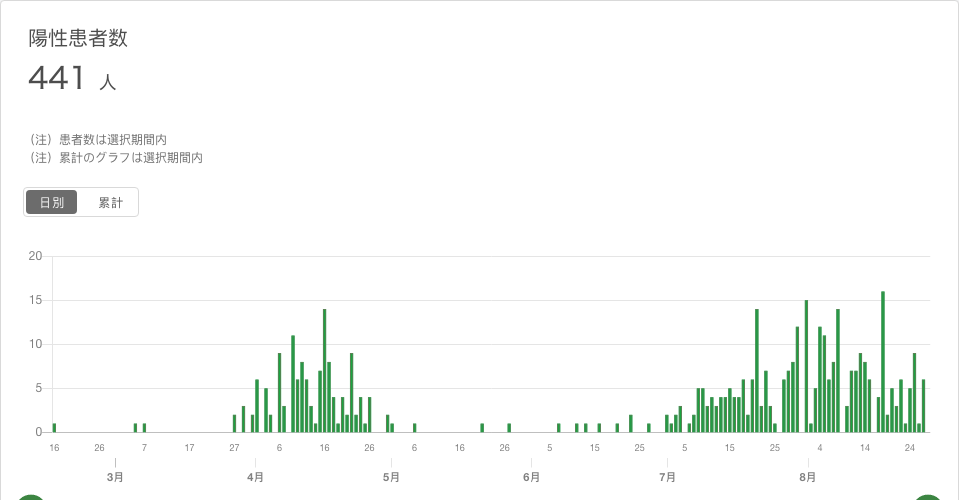 陽性患者数
441 人
（注）患者数は選択期間内
（注）累計のグラフは選択期間内
日別 累計
20
15
10
5
0
16 26 7 17 27 6 16 26 6 16 26 5 15 25 5 15 25 4 14 24
3月 4月 5月 6月 7月 8月